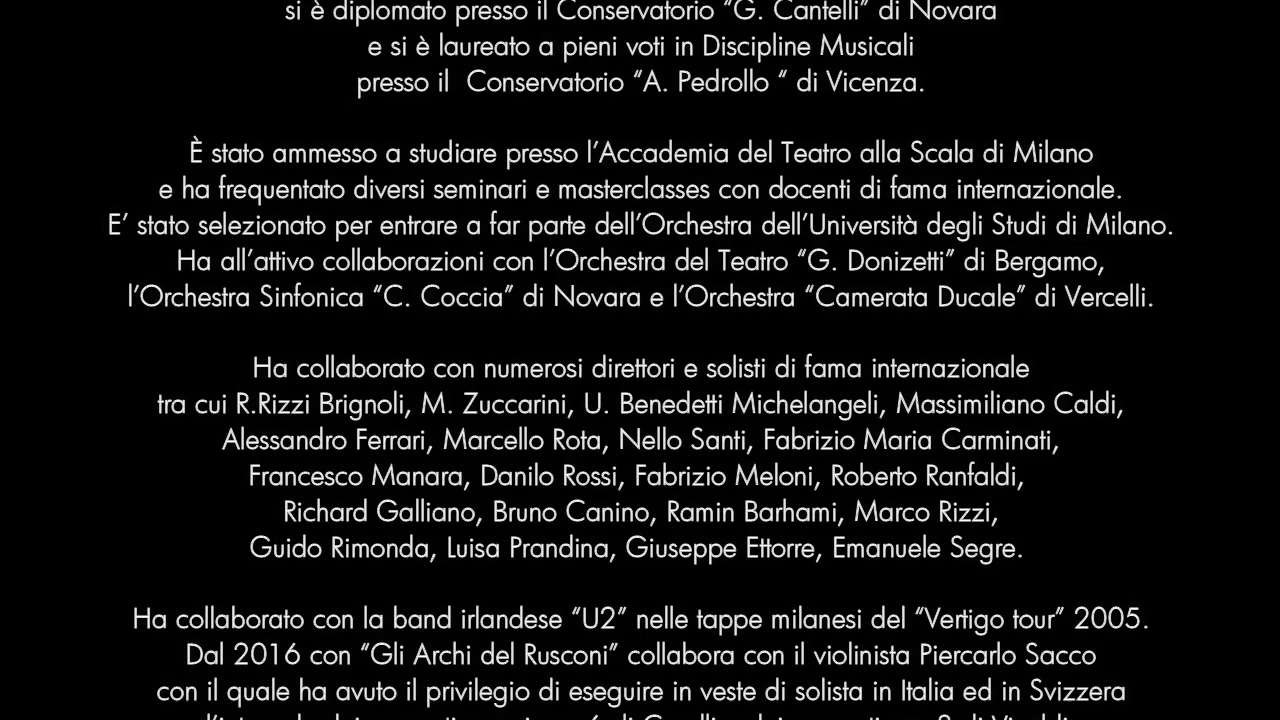 si è diplomato presso il Conservatorio “G. Cantelli” di Novara
e si è laureato a pieni voti in Discipline Musicali
presso il  Conservatorio “A. Pedrollo “ di Vicenza.
È stato ammesso a studiare presso l’Accademia del Teatro alla Scala di Milano
e ha frequentato diversi seminari e masterclasses con docenti di fama internazionale.
E’ stato selezionato per entrare a far parte dell’Orchestra dell’Università degli Studi di Milano.
Ha all’attivo collaborazioni con l’Orchestra del Teatro “G. Donizetti” di Bergamo,
l’Orchestra Sinfonica “C. Coccia” di Novara e l’Orchestra “Camerata Ducale” di Vercelli.
Ha collaborato con numerosi direttori e solisti di fama internazionale
tra cui R.Rizzi Brignoli, M. Zuccarini, U. Benedetti Michelangeli, Massimiliano Caldi,
Alessandro Ferrari, Marcello Rota, Nello Santi, Fabrizio Maria Carminati,
Francesco Manara, Danilo Rossi, Fabrizio Meloni, Roberto Ranfaldi,
Richard Galliano, Bruno Canino, Ramin Barhami, Marco Rizzi,
Guido Rimonda, Luisa Prandina, Giuseppe Ettorre, Emanuele Segre.
Ha collaborato con la band irlandese “U2” nelle tappe milanesi del “Vertigo tour” 2005.
Dal 2016 con “Gli Archi del Rusconi” collabora con il violinista Piercarlo Sacco
con il quale ha avuto il privilegio di eseguire in veste di solista in Italia ed in Svizzera